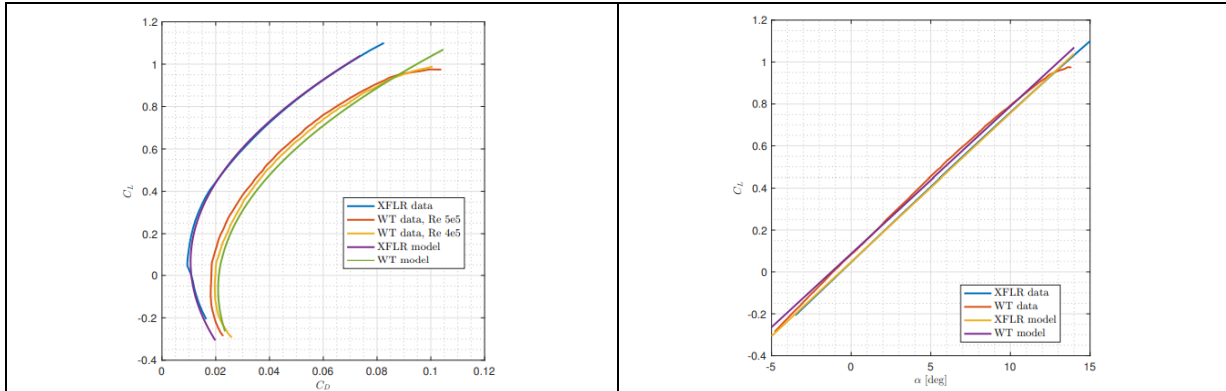 1.2
1
0.8
0.6
0.4
0.2
0
-0.2
-0.4
C_L
XFLR data
WT data, Re 5e5
WT data, Re 4e5
XFLR model
WT model
0 0.02 0.04 0.06 0.08 0.1 0.12
C_D
1.2
1
0.8
0.6
0.4
0.2
0
-0.2
-0.4
C_L
XFLR data
WT data
XFLR model
WT model
-5 0 5 10 15
α [deg]